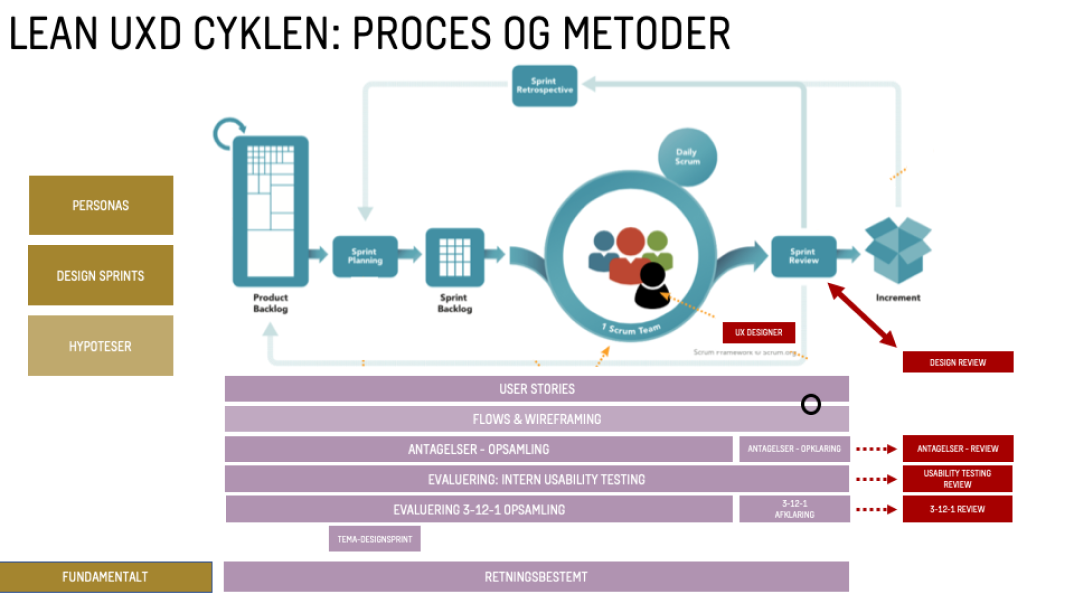 LEAN UXD CYKLEN: PROCES OG METODER
Sprint
Retrospective
Daily
Scrum
PERSONAS
DESIGN SPRINTS
HYPOTESER
Product
Backlog
Sprint
Planning
Sprint
Backlog
1 Scrum Team
Sprint
Review
Increment
UX DESIGNER
Scrum Framework © Scrum.org
DESIGN REVIEW
USER STORIES
FLOWS & WIREFRAMING
ANTAGELSER - OPSAMLING
ANTAGELSER - OPKLARING
ANTAGELSER - REVIEW
EVALUERING: INTERN USABILITY TESTING
USABILITY TESTING
REVIEW
EVALUERING 3-12-1 OPSAMLING
3-12-1
AFKLARING
3-12-1 REVIEW
TEMA-DESIGNSPRINT
FUNDAMENTALT
RETNINGSBESTEMT